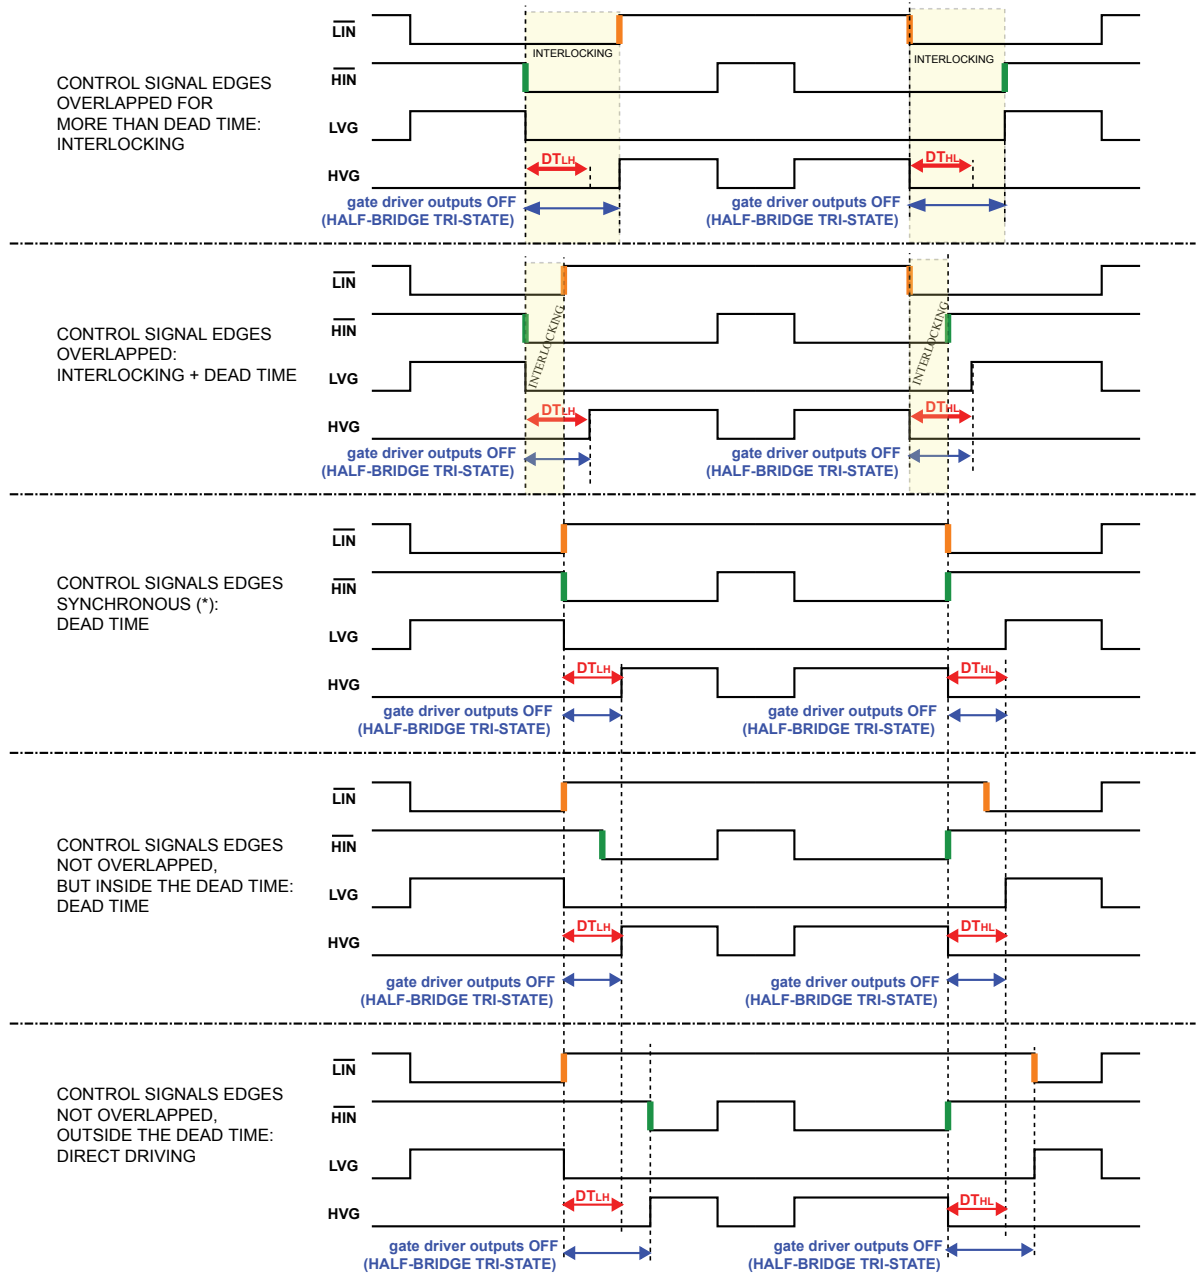 LIN
INTERLOCKING
INTERLOCKING
HIN
CONTROL SIGNAL EDGES
OVERLAPPED FOR
MORE THAN DEAD TIME:
INTERLOCKING
LVG
DTLH
DTHL
HVG
gate driver outputs OFF
(HALF-BRIDGE TRI-STATE)
gate driver outputs OFF
(HALF-BRIDGE TRI-STATE)
LIN
INTERLOCKING
INTERLOCKING
HIN
CONTROL SIGNAL EDGES
OVERLAPPED:
INTERLOCKING + DEAD TIME
LVG
DTLH
DTHL
HVG
gate driver outputs OFF
(HALF-BRIDGE TRI-STATE)
gate driver outputs OFF
(HALF-BRIDGE TRI-STATE)
LIN
HIN
CONTROL SIGNALS EDGES
SYNCHRONOUS (*):
DEAD TIME
LVG
DTLH
DTHL
HVG
gate driver outputs OFF
(HALF-BRIDGE TRI-STATE)
gate driver outputs OFF
(HALF-BRIDGE TRI-STATE)
LIN
HIN
CONTROL SIGNALS EDGES
NOT OVERLAPPED,
BUT INSIDE THE DEAD TIME:
DEAD TIME
LVG
DTLH
DTHL
HVG
gate driver outputs OFF
(HALF-BRIDGE TRI-STATE)
gate driver outputs OFF
(HALF-BRIDGE TRI-STATE)
LIN
HIN
CONTROL SIGNALS EDGES
NOT OVERLAPPED,
OUTSIDE THE DEAD TIME:
DIRECT DRIVING
LVG
DTLH
DTHL
HVG
gate driver outputs OFF
(HALF-BRIDGE TRI-STATE)
gate driver outputs OFF
(HALF-BRIDGE TRI-STATE)